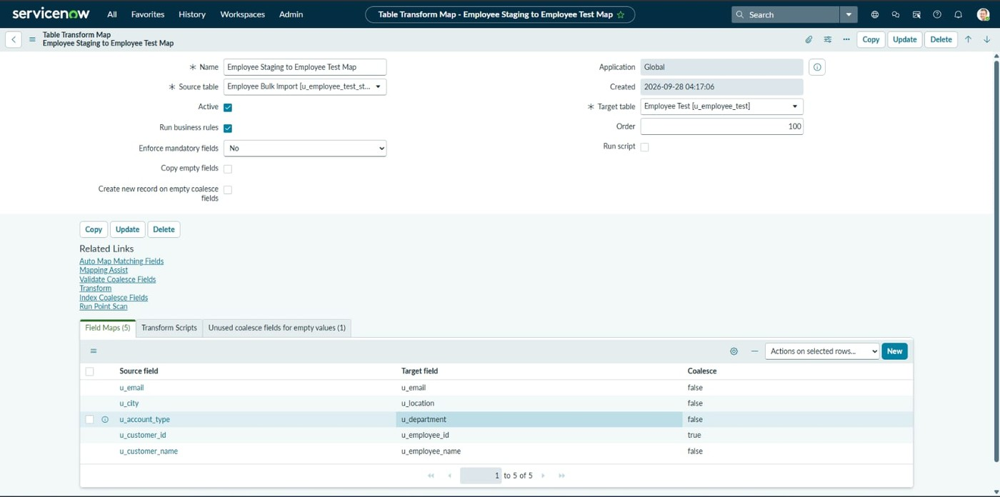 servicenow All Favorites History Workspaces Admin Table Transform Map - Employee Staging to Employee Test Map Search
Table Transform Map
Employee Staging to Employee Test Map
Copy Update Delete
Name Employee Staging to Employee Test Map
Application Global
Source table Employee Bulk Import [u_employee_test_st...
Created 2026-09-28 04:17:06
Active
Target table Employee Test [u_employee_test]
Run business rules
Order 100
Enforce mandatory fields No
Run script
Copy empty fields
Create new record on empty coalesce
fields
Copy Update Delete
Related Links
Auto Map Matching Fields
Mapping Assist
Validate Coalesce Fields
Transform
Index Coalesce Fields
Run Point Scan
Field Maps (5) Transform Scripts Unused coalesce fields for empty values (1)
Actions on selected rows... New
Source field Target field Coalesce
u_email u_email false
u_city u_location false
u_account_type u_department false
u_customer_id u_employee_id true
u_customer_name u_employee_name false
1 to 5 of 5